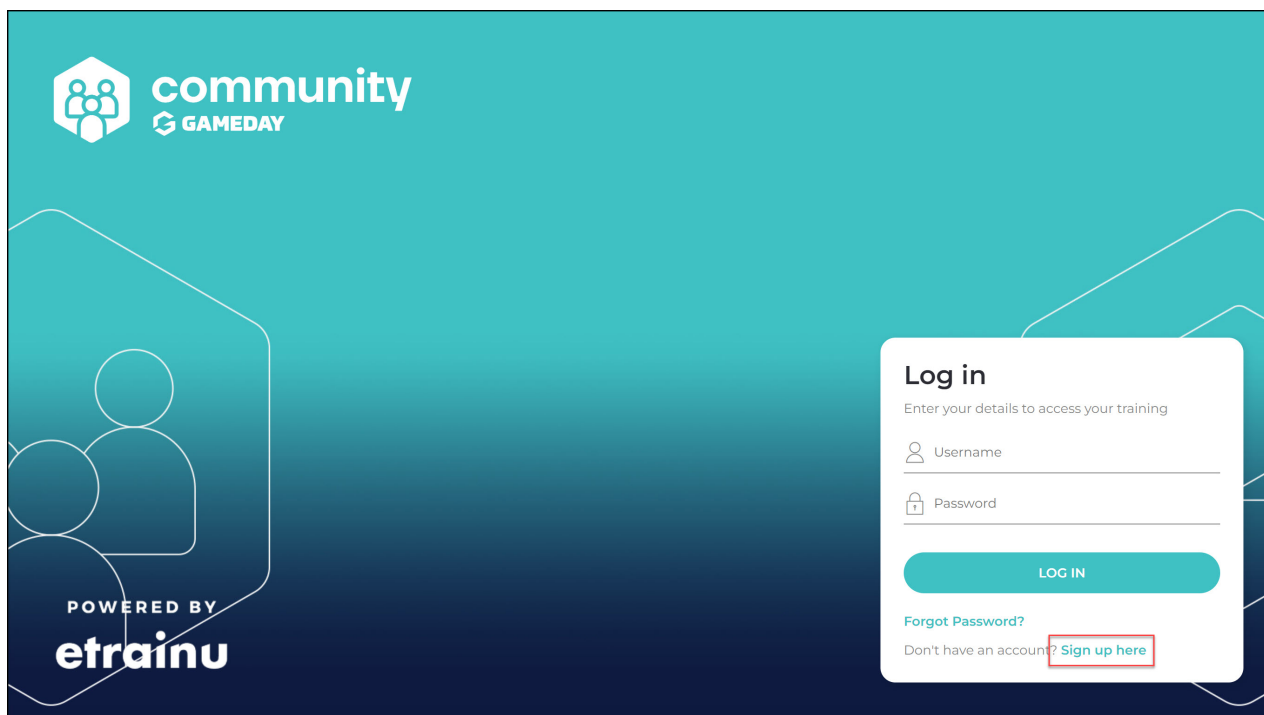 community
GAMEDAY
Log in
Enter your details to access your training
Username
Password
LOG IN
Forgot Password?
Don't have an account? Sign up here
POWERED BY
etrainu